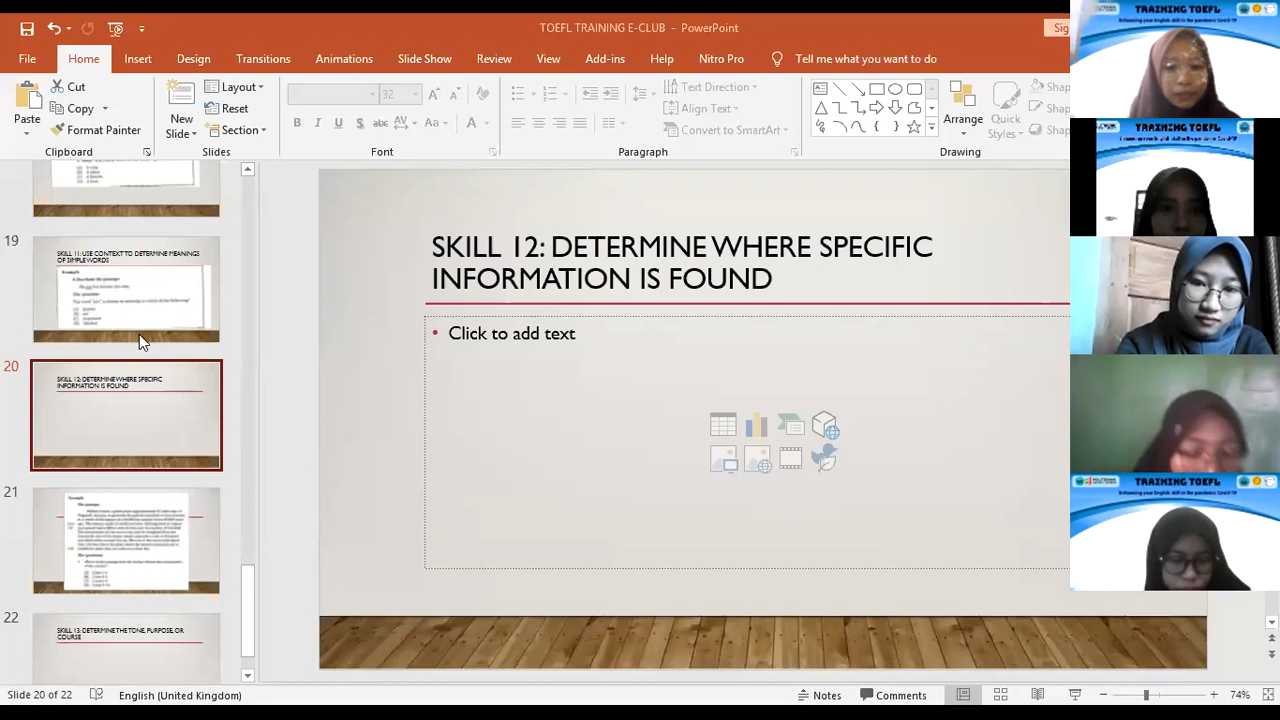 TOEFL TRAINING E-CLUB - PowerPoint
File Home Insert Design Transitions Animations Slide Show Review View Add-ins Help Nitro Pro Tell me what you want to do
Paste
Cut
Copy
Format Painter
Clipboard
New
Slide
Layout
Reset
Section
Slides
32
Font
Text Direction
Align Text
Convert to SmartArt
Paragraph
Arrange
Quick
Styles
Drawing
19
SKILL 11: USE CONTEXT TO DETERMINE MEANINGS
OF SIMPLE WORDS
20
SKILL 12: DETERMINE WHERE SPECIFIC
INFORMATION IS FOUND
21
22
SKILL 13: DETERMINE THE TONE, PURPOSE, OR
COURSE
SKILL 12: DETERMINE WHERE SPECIFIC
INFORMATION IS FOUND
• Click to add text
TRAINING TOEFL
TRAINING TOEFL
TRAINING TOEFL
Slide 20 of 22 English (United Kingdom) Notes Comments 74%